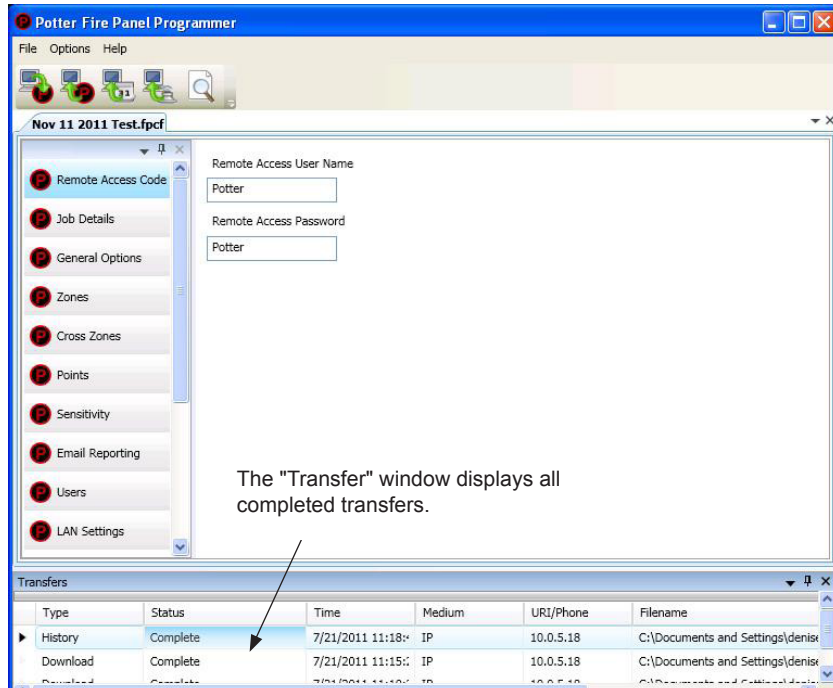 Potter Fire Panel Programmer
File Options Help
31
Nov 11 2011 Test.fpcf
Remote Access Code
Job Details
General Options
Zones
Cross Zones
Points
Sensitivity
Email Reporting
Users
LAN Settings
Remote Access User Name
Potter
Remote Access Password
Potter
The "Transfer" window displays all
completed transfers.
Transfers
Type Status Time Medium URI/Phone Filename
History Complete 7/21/2011 11:18: IP 10.0.5.18 C:\Documents and Settings\denise
Download Complete 7/21/2011 11:15: IP 10.0.5.18 C:\Documents and Settings\denise